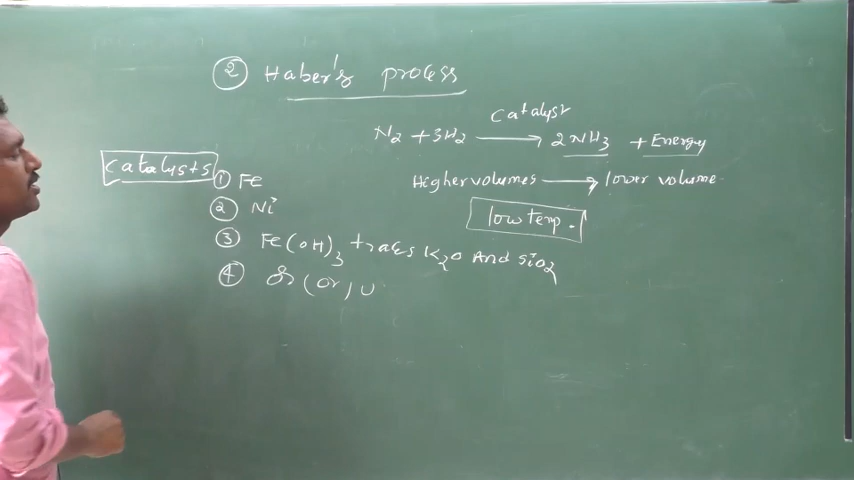 ② Haber's process
Catalyst
N₂ + 3H₂ → 2NH₃ + Energy
Catalysts
① Fe
Higher volumes → lower volume
② Ni
low temp.
③ Fe(OH)₃ traces K₂O And SiO₂
④ (or) U